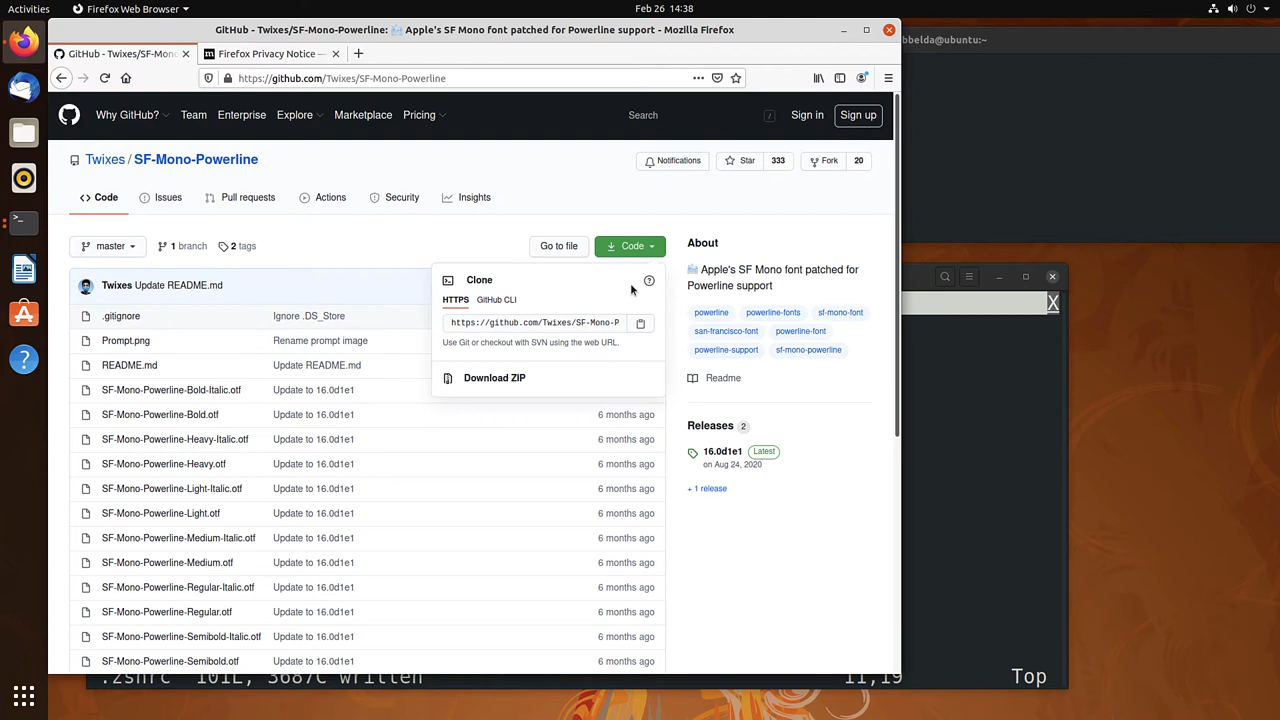 Activities Firefox Web Browser Feb 26 14:38
GitHub - Twixes/SF-Mono-Powerline: Apple's SF Mono font patched for Powerline support - Mozilla Firefox
bbelda@ubuntu:~
GitHub - Twixes/SF-Mono Firefox Privacy Notice —
https://github.com/Twixes/SF-Mono-Powerline
Why GitHub? Team Enterprise Explore Marketplace Pricing Search / Sign in Sign up
Twixes / SF-Mono-Powerline Notifications Star 333 Fork 20
Code Issues Pull requests Actions Security Insights
master 1 branch 2 tags Go to file Code
About
Apple's SF Mono font patched for
Powerline support
powerline powerline-fonts sf-mono-font
san-francisco-font powerline-font
powerline-support sf-mono-powerline
Readme
Releases 2
16.0d1e1 Latest
on Aug 24, 2020
+ 1 release
Clone
HTTPS GitHub CLI
https://github.com/Twixes/SF-Mono-P
Use Git or checkout with SVN using the web URL.
Download ZIP
Twixes Update README.md
.gitignore Ignore .DS_Store
Prompt.png Rename prompt image
README.md Update README.md
SF-Mono-Powerline-Bold-Italic.otf Update to 16.0d1e1
SF-Mono-Powerline-Bold.otf Update to 16.0d1e1 6 months ago
SF-Mono-Powerline-Heavy-Italic.otf Update to 16.0d1e1 6 months ago
SF-Mono-Powerline-Heavy.otf Update to 16.0d1e1 6 months ago
SF-Mono-Powerline-Light-Italic.otf Update to 16.0d1e1 6 months ago
SF-Mono-Powerline-Light.otf Update to 16.0d1e1 6 months ago
SF-Mono-Powerline-Medium-Italic.otf Update to 16.0d1e1 6 months ago
SF-Mono-Powerline-Medium.otf Update to 16.0d1e1 6 months ago
SF-Mono-Powerline-Regular-Italic.otf Update to 16.0d1e1 6 months ago
SF-Mono-Powerline-Regular.otf Update to 16.0d1e1 6 months ago
SF-Mono-Powerline-Semibold-Italic.otf Update to 16.0d1e1 6 months ago
SF-Mono-Powerline-Semibold.otf Update to 16.0d1e1 6 months ago
X
101L, 3687C written 11,19 Top